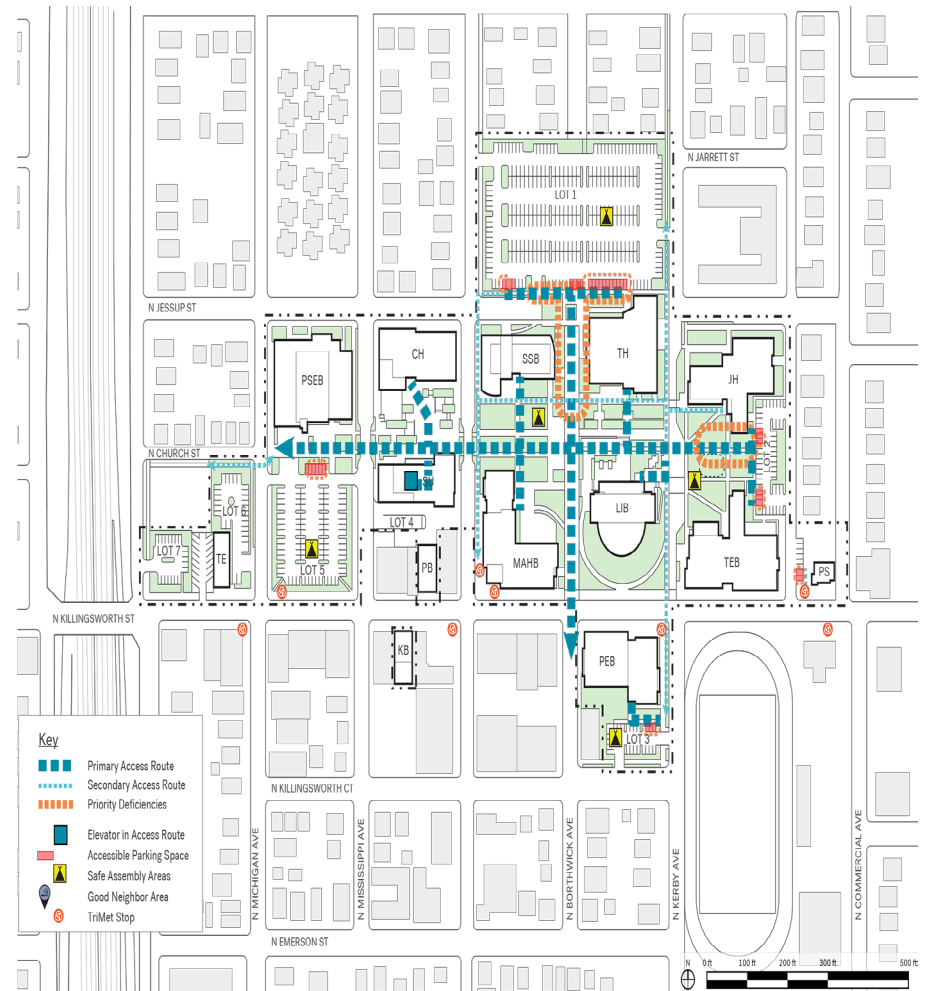 N JARRETT ST
LOT 1
N JESSUP ST
CH
SSB
TH
PSEB
JH
N CHURCH ST
LOT 2
SU
LOT 6
LIB
LOT 4
LOT 7
TE
LOT 5
PB
MAHB
TEB
PS
N KILLINGSWORTH ST
KB
PEB
LOT 3
Key
Primary Access Route
Secondary Access Route
Priority Deficiencies
Elevator in Access Route
Accessible Parking Space
Safe Assembly Areas
Good Neighbor Area
TriMet Stop
N KILLINGSWORTH CT
N MICHIGAN AVE
N MISSISSIPPI AVE
N BORTHWICK AVE
N KERBY AVE
N COMMERCIAL AVE
N EMERSON ST
N 0 ft 100 ft 200 ft 300 ft 500 ft